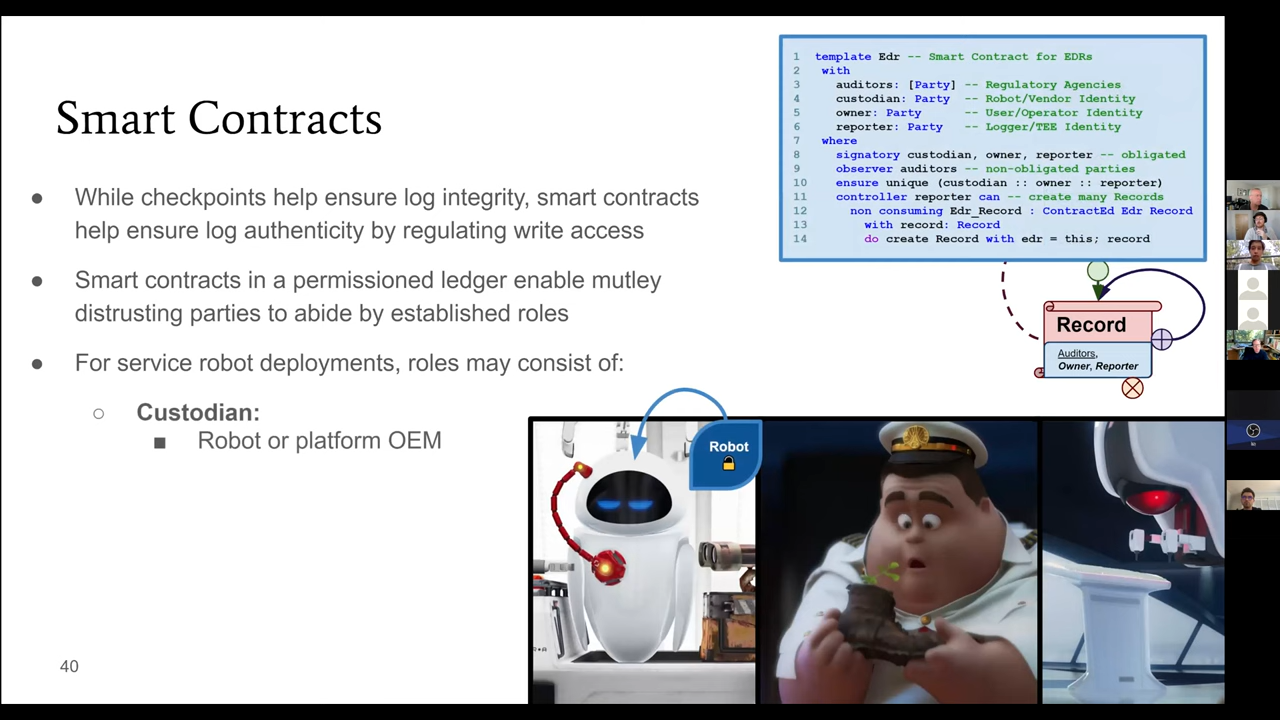 Smart Contracts
● While checkpoints help ensure log integrity, smart contracts
help ensure log authenticity by regulating write access
● Smart contracts in a permissioned ledger enable mutley
distrusting parties to abide by established roles
● For service robot deployments, roles may consist of:
○ Custodian:
■ Robot or platform OEM
40
1 template Edr -- Smart Contract for EDRs
2 with
3 auditors: [Party] -- Regulatory Agencies
4 custodian: Party -- Robot/Vendor Identity
5 owner: Party -- User/Operator Identity
6 reporter: Party -- Logger/TEE Identity
7 where
8 signatory custodian, owner, reporter -- obligated
9 observer auditors -- non-obligated parties
10 ensure unique (custodian :: owner :: reporter)
11 controller reporter can -- create many Records
12 non consuming Edr_Record : ContractEd Edr Record
13 with record: Record
14 do create Record with edr = this; record
Record
Auditors,
Owner, Reporter
Robot